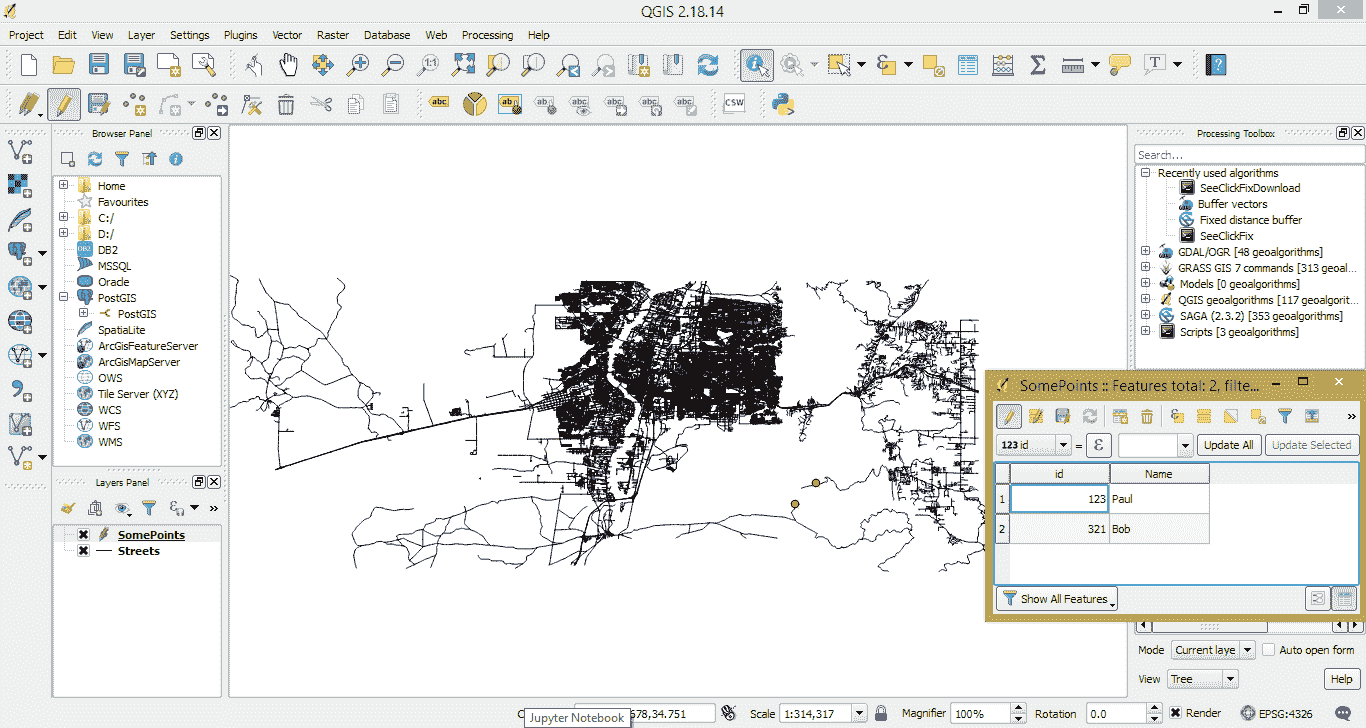 QGIS 2.18.14
Project Edit View Layer Settings Plugins Vector Raster Database Web Processing Help
abc
CSW
Browser Panel
Home
Favourites
C:/
D:/
DB2
MSSQL
Oracle
PostGIS
PostGIS
SpatiaLite
ArcGisFeatureServer
ArcGisMapServer
OWS
Tile Server (XYZ)
WCS
WFS
WMS
Layers Panel
SomePoints
Streets
Processing Toolbox
Search...
Recently used algorithms
SeeClickFixDownload
Buffer vectors
Fixed distance buffer
SeeClickFix
GDAL/OGR [48 geoalgorithms]
GRASS GIS 7 commands [313 geoal...
Models [0 geoalgorithms]
QGIS geoalgorithms [117 geoalgorit...
SAGA (2.3.2) [353 geoalgorithms]
Scripts [3 geoalgorithms]
SomePoints :: Features total: 2, filte...
123 id = ε Update All Update Selected
id Name
1 123 Paul
2 321 Bob
Show All Features
Mode Current laye Auto open form
View Tree Help
Jupyter Notebook
678,34.751 Scale 1:314,317 Magnifier 100% Rotation 0.0 Render EPSG:4326